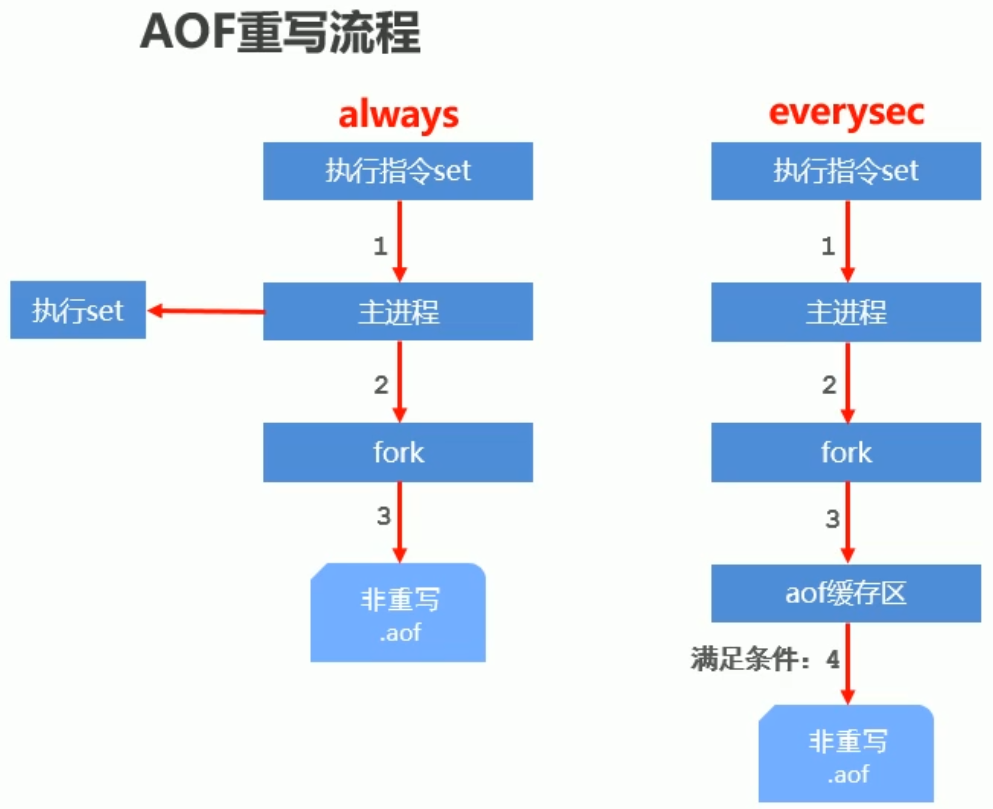 AOF重写流程
always
执行指令set
1
执行set
主进程
2
fork
3
非重写
.aof
everysec
执行指令set
1
主进程
2
fork
3
aof缓存区
满足条件：4
非重写
.aof